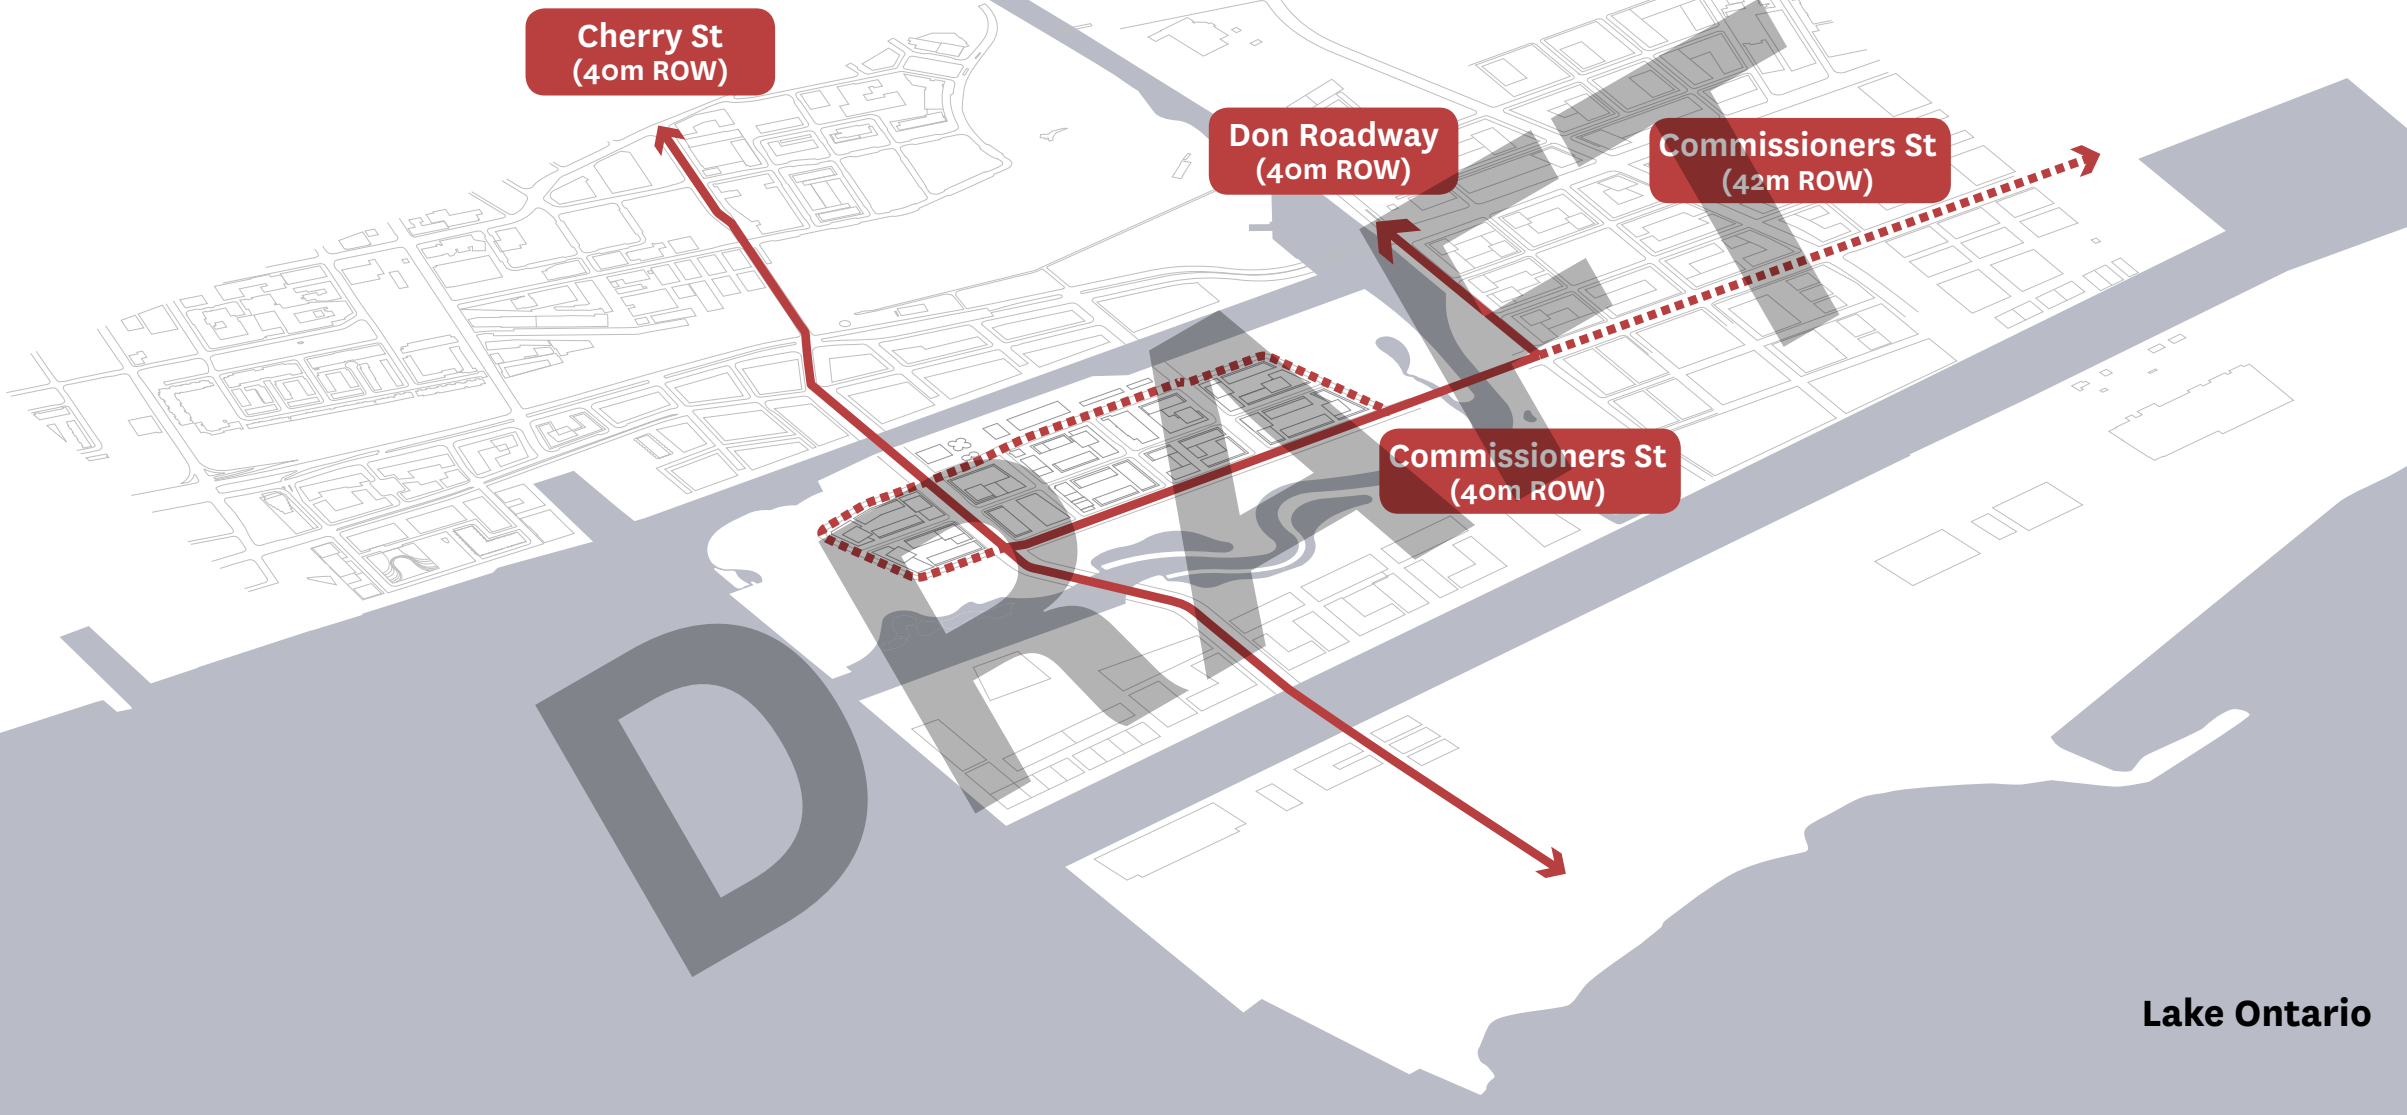 Cherry St
(40m ROW)
Don Roadway
(40m ROW)
Commissioners St
(42m ROW)
Commissioners St
(40m ROW)
DRAFT
Lake Ontario